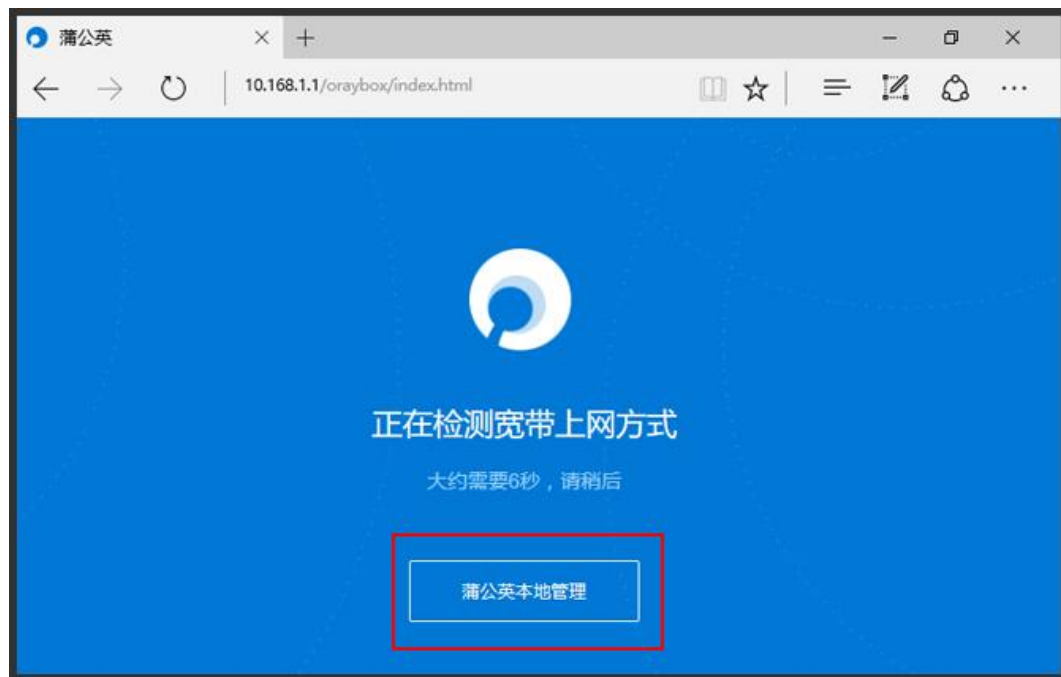 蒲公英
10.168.1.1/oraybox/index.html
正在检测宽带上网方式
大约需要6秒，请稍后
蒲公英本地管理